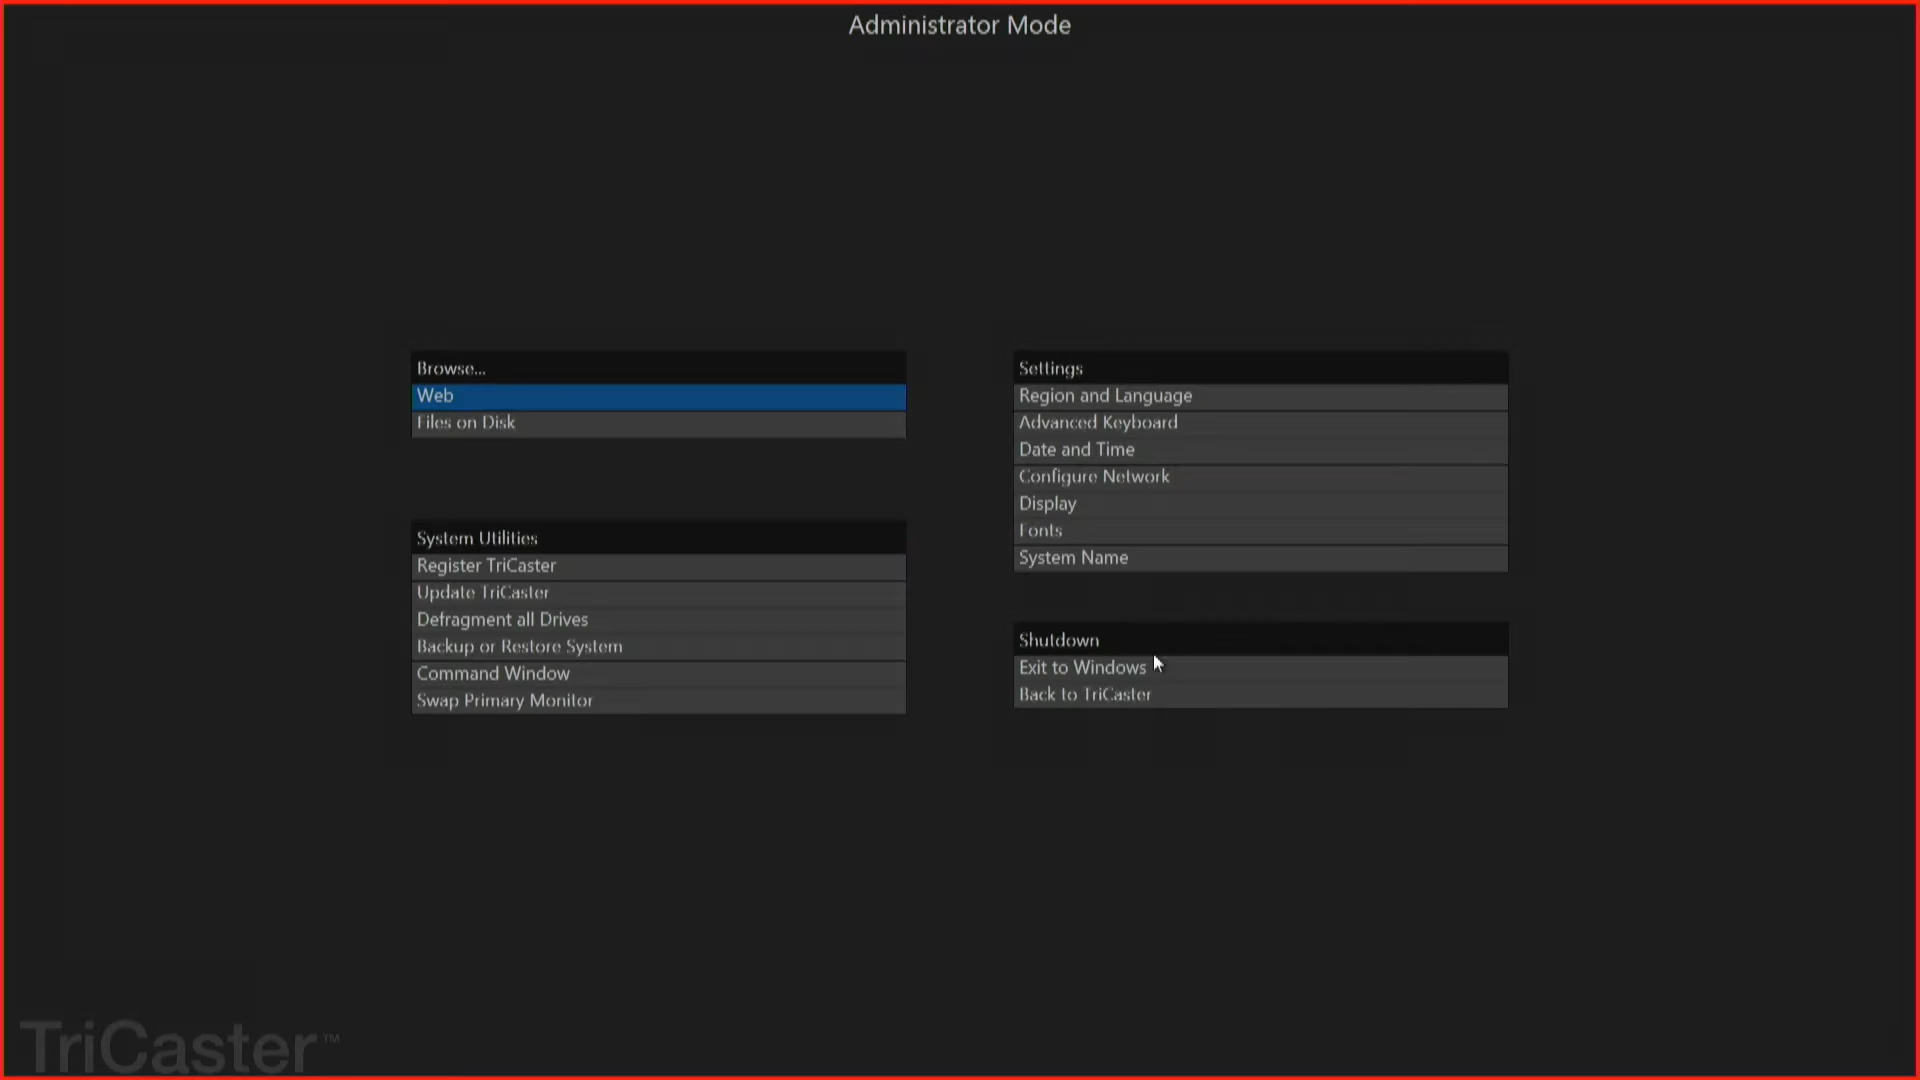 Administrator Mode
Browse...
Web
Files on Disk
System Utilities
Register TriCaster
Update TriCaster
Defragment all Drives
Backup or Restore System
Command Window
Swap Primary Monitor
Settings
Region and Language
Advanced Keyboard
Date and Time
Configure Network
Display
Fonts
System Name
Shutdown
Exit to Windows
Back to TriCaster
TriCaster™